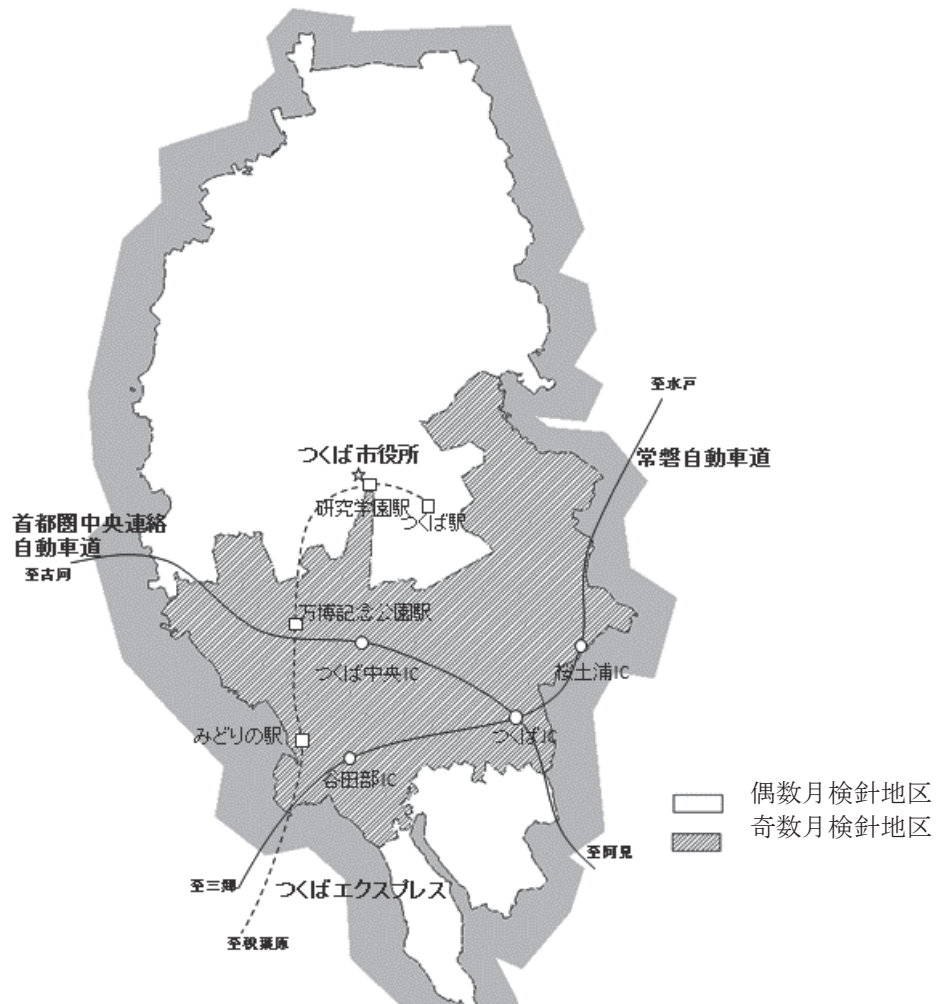 至水戸
つくば市役所
常磐自動車道
研究学園駅
つくば駅
首都圏中央連絡
自動車道
至古河
万博記念公園駅
つくば中央IC
桜土浦IC
みどりの駅
つくばJC
谷田部IC
偶数月検針地区
奇数月検針地区
至阿見
至三郷
つくばエクスプレス
至秋葉原